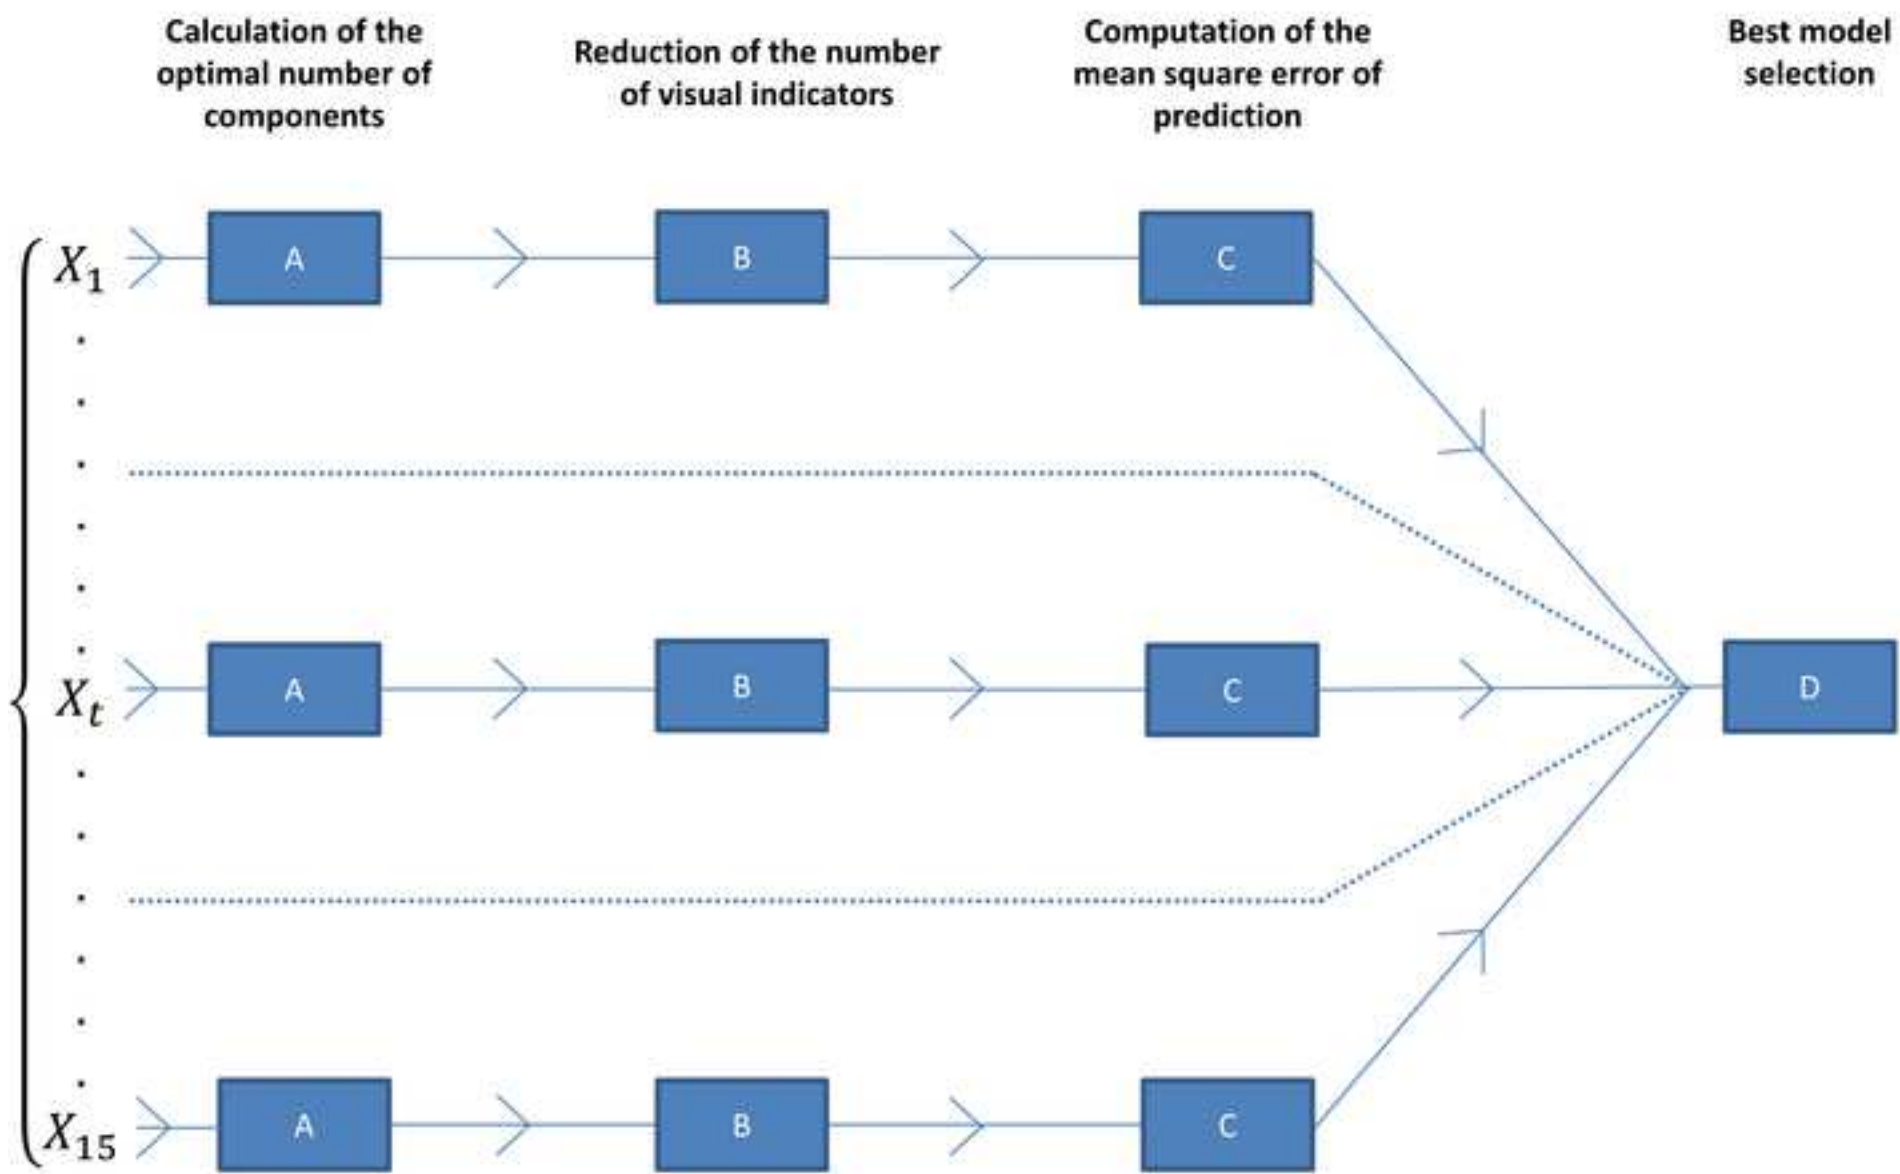 Calculation of the
optimal number of
components
Reduction of the number
of visual indicators
Computation of the
mean square error of
prediction
Best model
selection
X₁
A
B
C
Xₜ
A
B
C
D
X₁₅
A
B
C